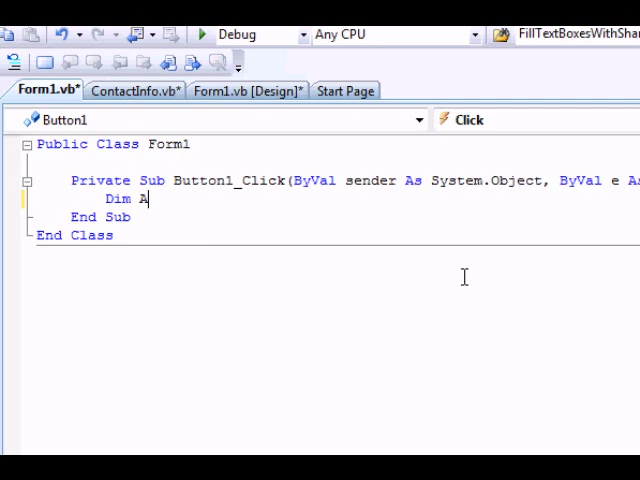 Debug Any CPU FillTextBoxesWithShar
Form1.vb* ContactInfo.vb* Form1.vb [Design]* Start Page
Button1 Click
Public Class Form1
Private Sub Button1_Click(ByVal sender As System.Object, ByVal e As
Dim A
End Sub
End Class